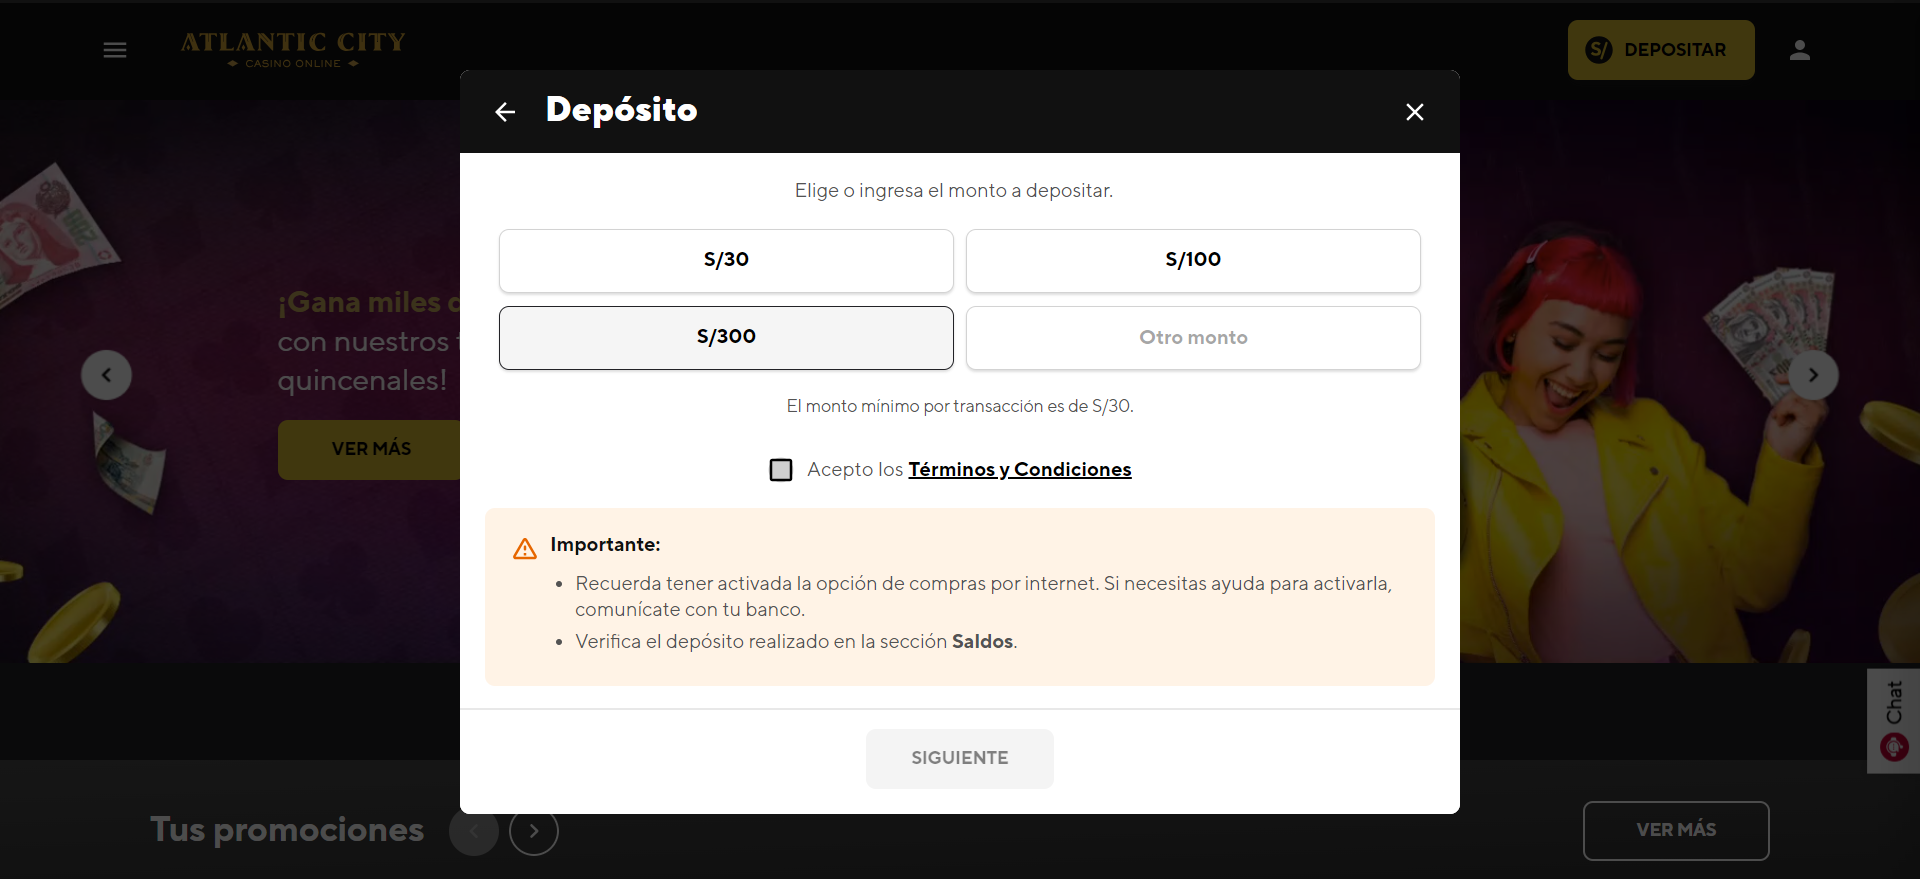 ATLANTIC CITY
CASINO ONLINE
S/ DEPOSITAR
Depósito
Elige o ingresa el monto a depositar.
S/30
S/100
S/300
Otro monto
El monto mínimo por transacción es de S/30.
Acepto los Términos y Condiciones
Importante:
• Recuerda tener activada la opción de compras por internet. Si necesitas ayuda para activarla,
comunícate con tu banco.
• Verifica el depósito realizado en la sección Saldos.
SIGUIENTE
¡Gana miles
con nuestros
quincenales!
VER MÁS
Chat
Tus promociones
VER MÁS